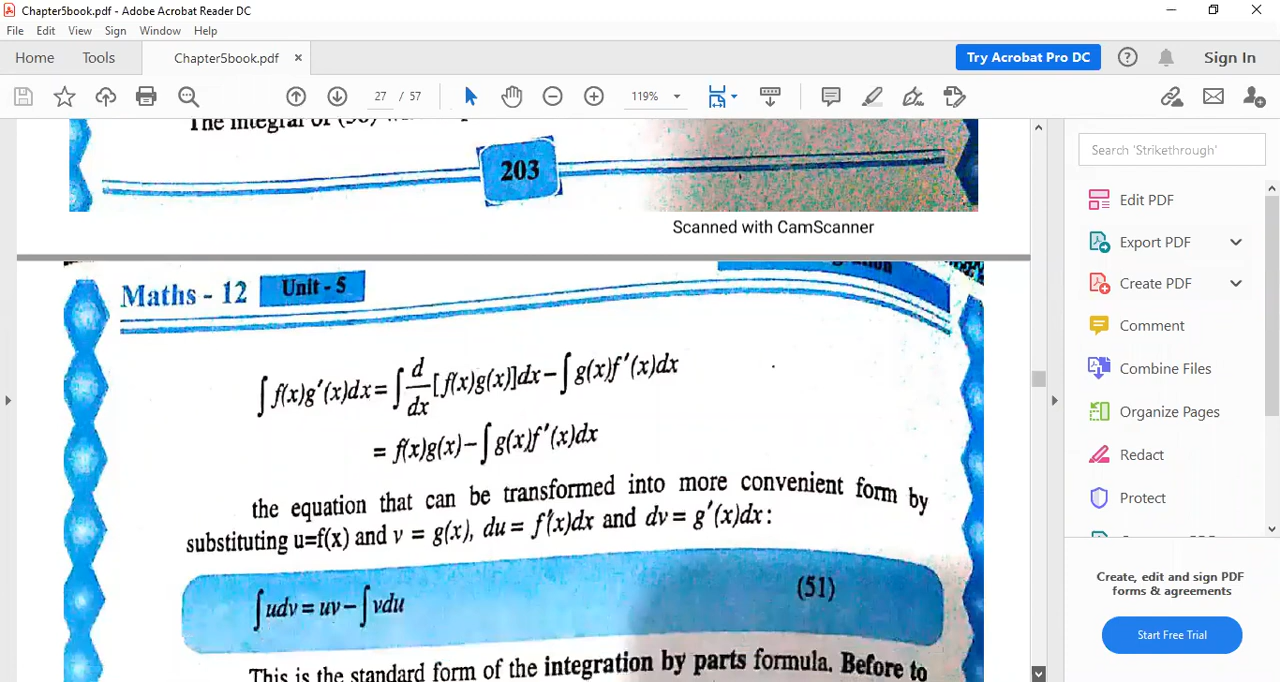 Chapter5book.pdf - Adobe Acrobat Reader DC
File Edit View Sign Window Help
Home Tools Chapter5book.pdf ×
Try Acrobat Pro DC
Sign In
27 / 57
119%
The integral of
203
Scanned with CamScanner
Maths - 12 Unit - 5
∫ f(x)g′(x)dx = ∫ d/dx [f(x)g(x)]dx − ∫ g(x)f′(x)dx
= f(x)g(x) − ∫ g(x)f′(x)dx
the equation that can be transformed into more convenient form by
substituting u=f(x) and v = g(x), du = f′(x)dx and dv = g′(x)dx:
∫ udv = uv − ∫ vdu (51)
This is the standard form of the integration by parts formula. Before to
Search 'Strikethrough'
Edit PDF
Export PDF
Create PDF
Comment
Combine Files
Organize Pages
Redact
Protect
Create, edit and sign PDF
forms & agreements
Start Free Trial